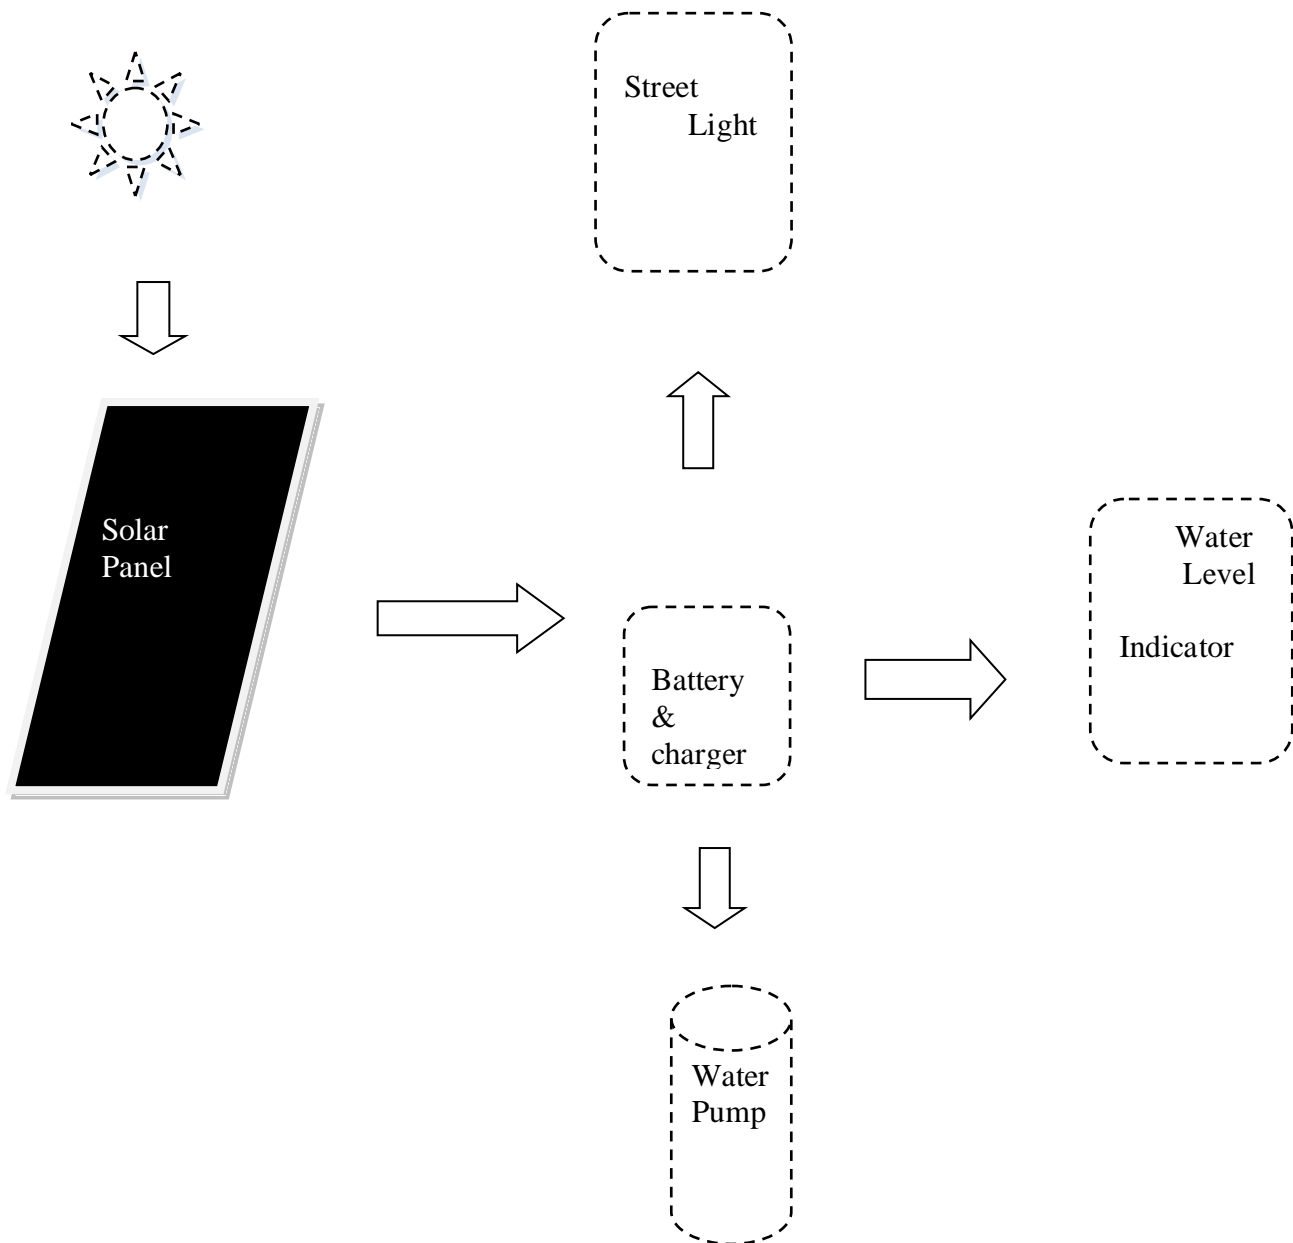 Street
Light
Solar
Panel
Water
Level
Indicator
Battery
&
charger
Water
Pump